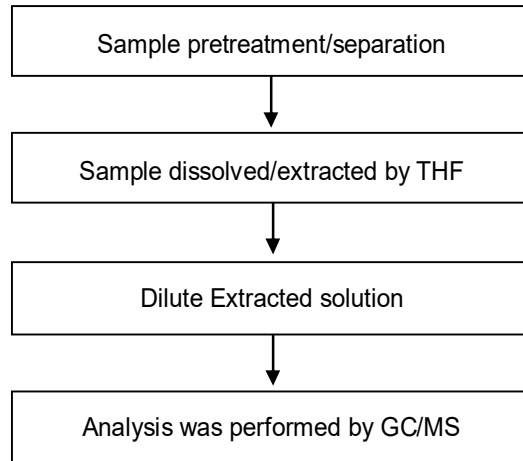 Sample pretreatment/separation
Sample dissolved/extracted by THF
Dilute Extracted solution
Analysis was performed by GC/MS